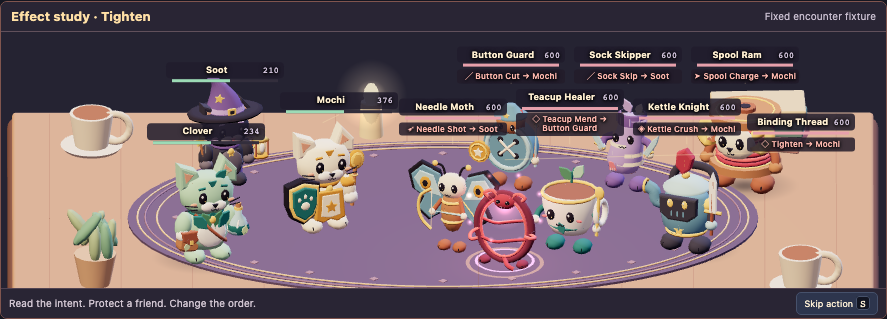 Effect study · Tighten
Fixed encounter fixture
Button Guard 600
Button Cut → Mochi
Sock Skipper 600
Sock Skip → Soot
Spool Ram 600
Spool Charge → Mochi
Soot 210
Mochi 376
Needle Moth 600
Needle Shot → Soot
Teacup Healer 600
Teacup Mend →
Button Guard
Kettle Knight 600
Kettle Crush → Mochi
Binding Thread 600
Tighten → Mochi
Clover 234
Read the intent. Protect a friend. Change the order.
Skip action S